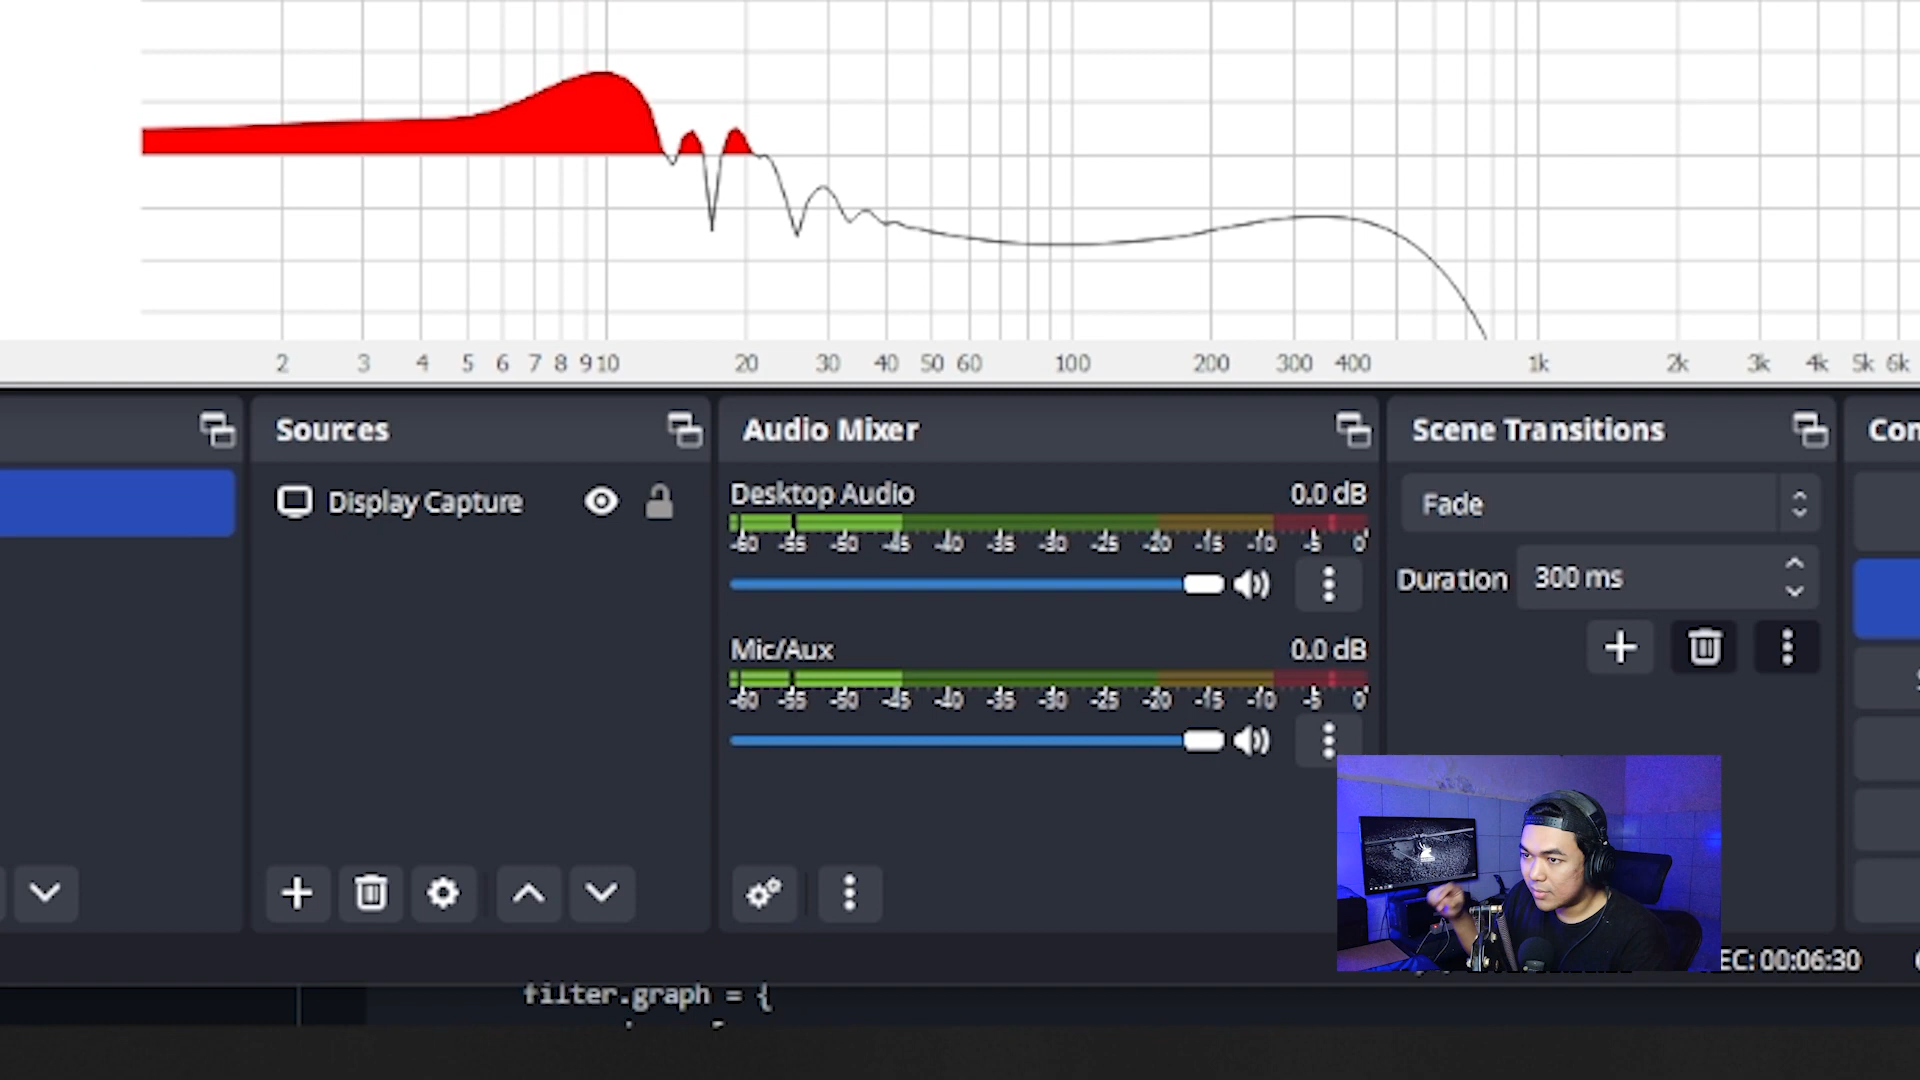 2 3 4 5 6 7 8 9 10 20 30 40 50 60 100 200 300 400 1k 2k 3k 4k 5k 6k
Sources
Display Capture
Audio Mixer
Desktop Audio 0.0 dB
-60 -55 -50 -45 -40 -35 -30 -25 -20 -15 -10 -5 0
Mic/Aux 0.0 dB
-60 -55 -50 -45 -40 -35 -30 -25 -20 -15 -10 -5 0
Scene Transitions
Fade
Duration 300 ms
Con
S
EC: 00:06:30
filter.graph = {